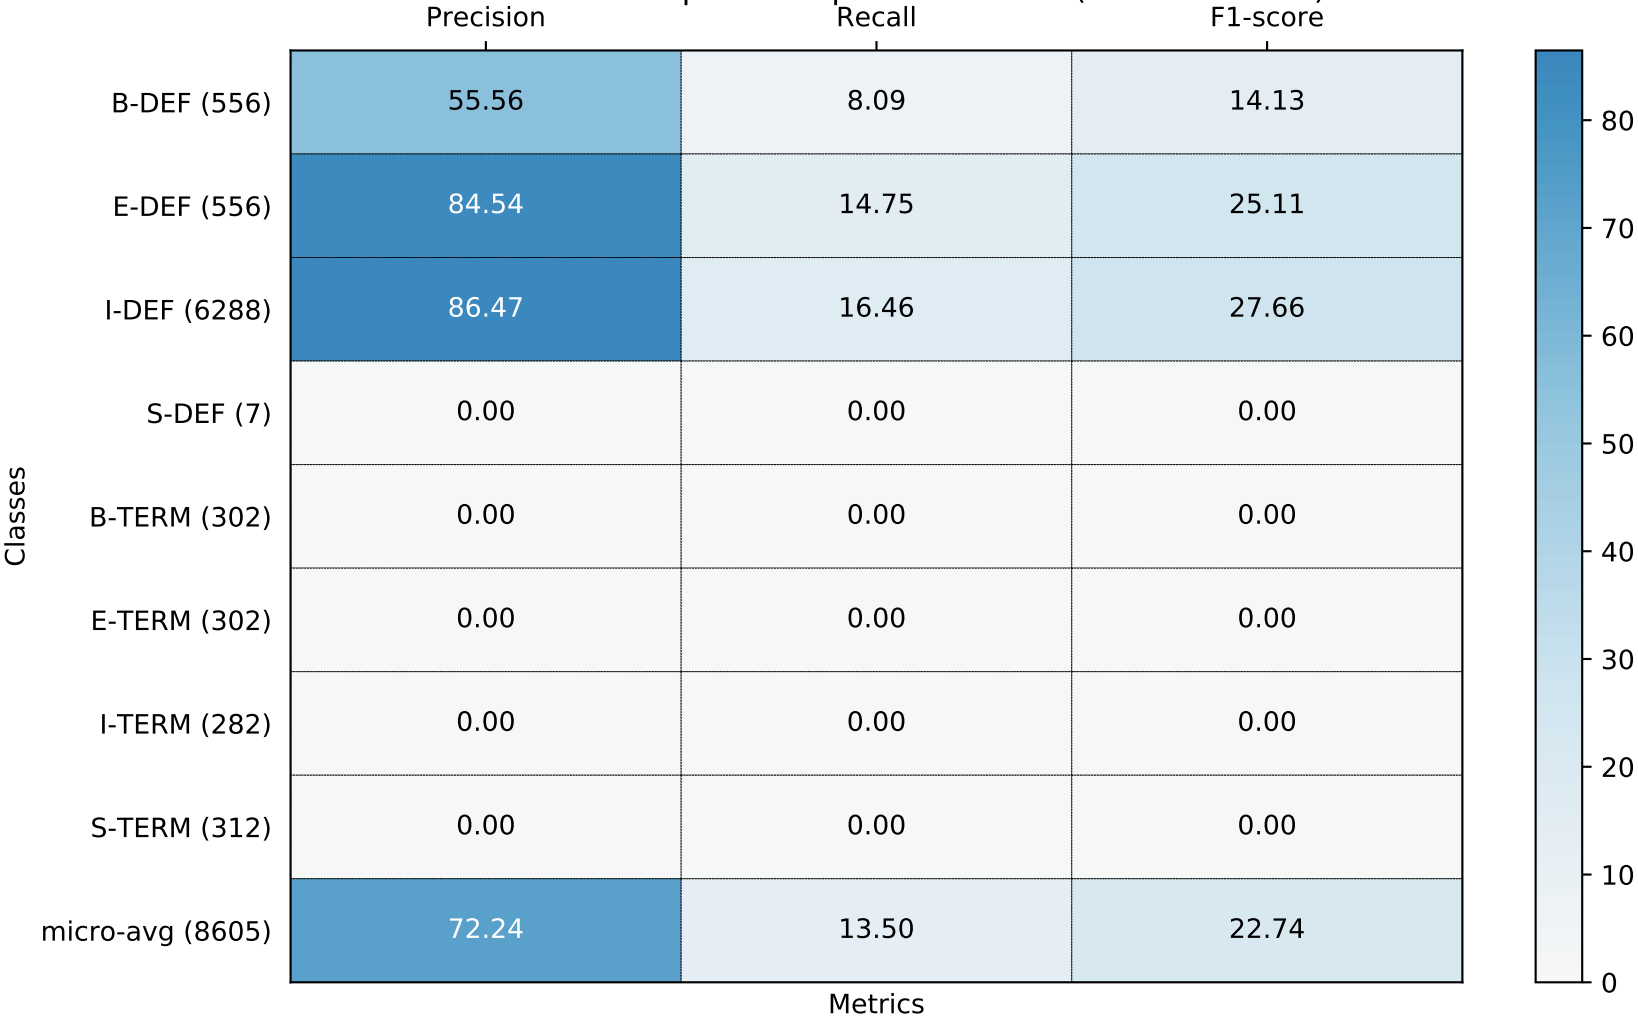 Precision Recall F1-score
B-DEF (556) 55.56 8.09 14.13
E-DEF (556) 84.54 14.75 25.11
I-DEF (6288) 86.47 16.46 27.66
S-DEF (7) 0.00 0.00 0.00
B-TERM (302) 0.00 0.00 0.00
E-TERM (302) 0.00 0.00 0.00
I-TERM (282) 0.00 0.00 0.00
S-TERM (312) 0.00 0.00 0.00
micro-avg (8605) 72.24 13.50 22.74
Classes
Metrics
80
70
60
50
40
30
20
10
0